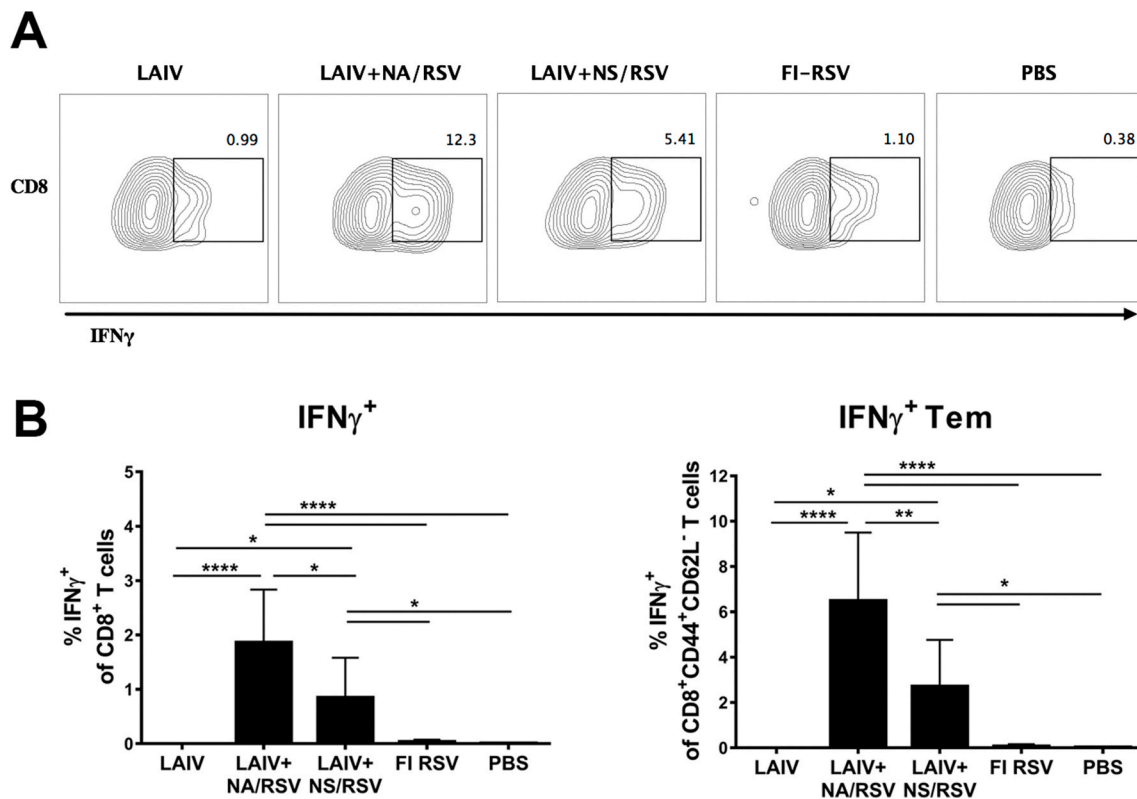 A
LAIV
LAIV+NA/RSV
LAIV+NS/RSV
FI-RSV
PBS
0.99
12.3
5.41
1.10
0.38
CD8
IFNγ
B
IFNγ⁺
% IFNγ⁺
of CD8⁺ T cells
5
4
3
2
1
0
****
*
****
*
*
LAIV
LAIV+
NA/RSV
LAIV+
NS/RSV
FI RSV
PBS
IFNγ⁺ Tem
% IFNγ⁺
of CD8⁺CD44⁺CD62L⁻ T cells
12
10
8
6
4
2
0
****
*
****
**
*
LAIV
LAIV+
NA/RSV
LAIV+
NS/RSV
FI RSV
PBS